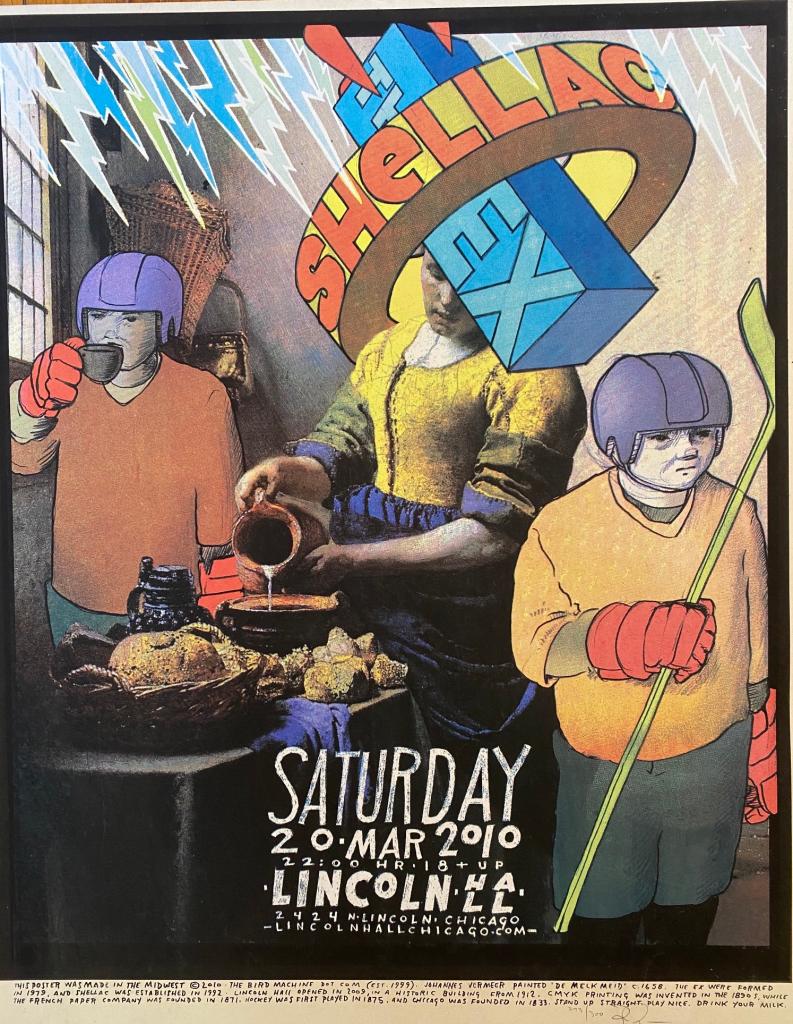 THE
SHELLAC
EX
SATURDAY
20·MAR 2010
22:00 HR·18+UP
·LINCOLN·HALL·
2424 N·LINCOLN·CHICAGO
-LINCOLNHALLCHICAGO.COM-
THIS POSTER WAS MADE IN THE MIDWEST ©2010· THE BIRD MACHINE DOT COM (EST. 1999). JOHANNES VERMEER PAINTED 'DE MELKMEID' C.1658. THE EX WERE FORMED
IN 1979, AND SHELLAC WAS ESTABLISHED IN 1992. LINCOLN HALL OPENED IN 2009, IN A HISTORIC BUILDING FROM 1912. CMYK PRINTING WAS INVENTED IN THE 1890S, WHILE
THE FRENCH PAPER COMPANY WAS FOUNDED IN 1871. HOCKEY WAS FIRST PLAYED IN 1875, AND CHICAGO WAS FOUNDED IN 1833. STAND UP STRAIGHT. PLAY NICE. DRINK YOUR MILK.